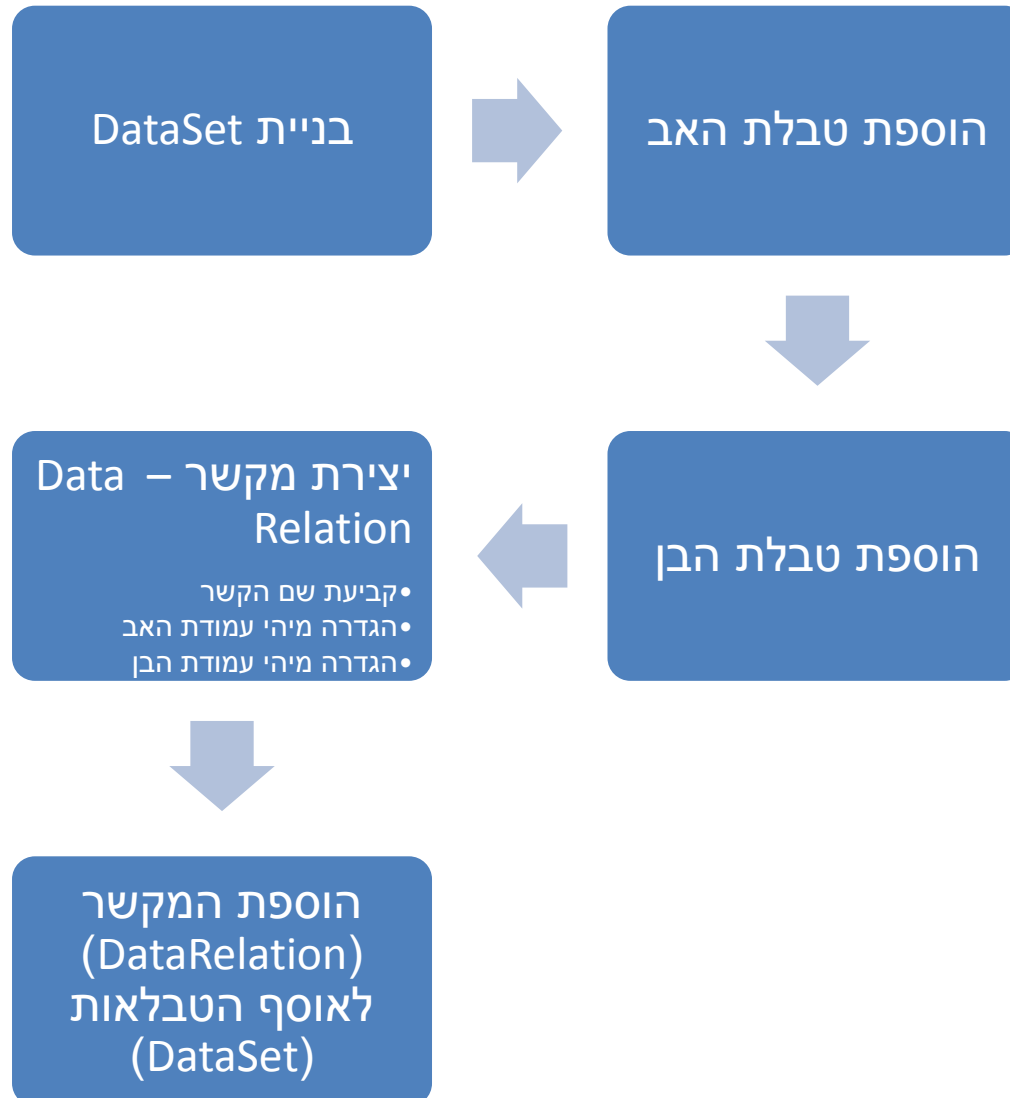 בניית DataSet
הוספת טבלת האב
הוספת טבלת הבן
יצירת מקשר – Data
Relation
•קביעת שם הקשר
•הגדרה מיהי עמודת האב
•הגדרה מיהי עמודת הבן
הוספת המקשר
(DataRelation)
לאוסף הטבלאות
(DataSet)